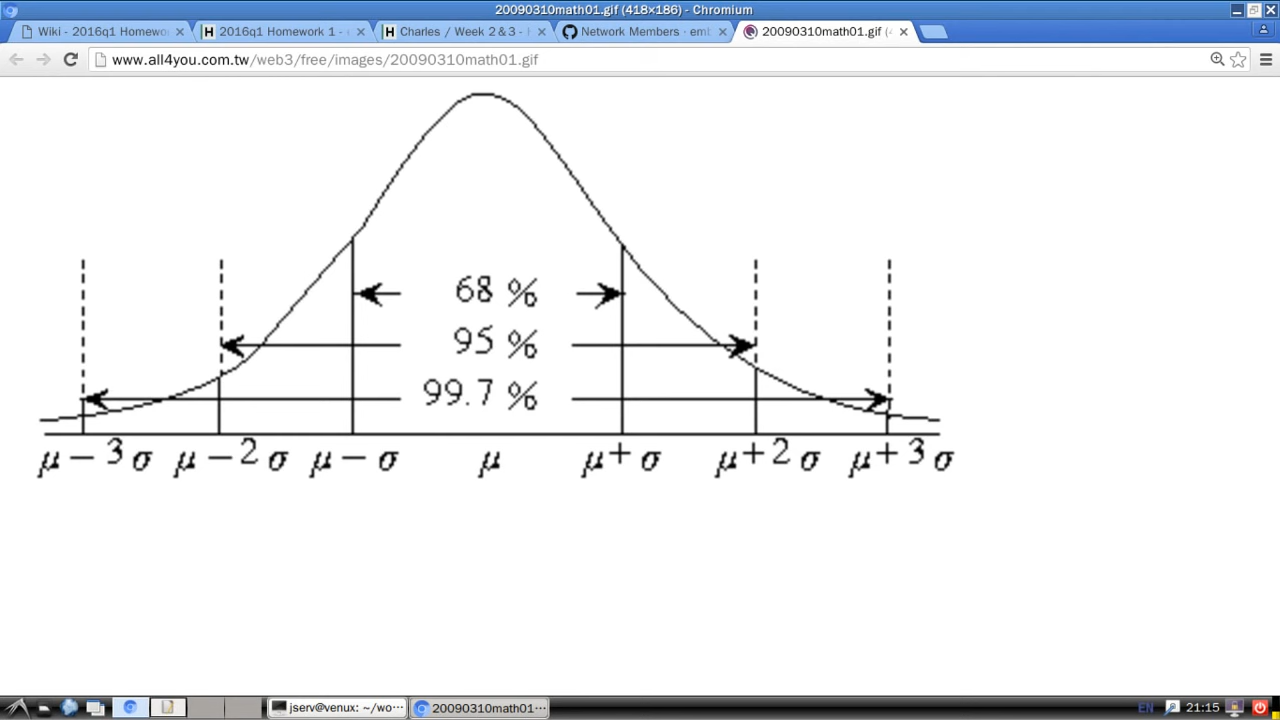 20090310math01.gif (418×186) - Chromium
Wiki - 2016q1 Homewo
2016q1 Homework 1 -
Charles / Week 2 & 3 -
Network Members · em
20090310math01.gif (
www.all4you.com.tw/web3/free/images/20090310math01.gif
68 %
95 %
99.7 %
μ − 3 σ μ − 2 σ μ − σ μ μ + σ μ + 2 σ μ + 3 σ
jserv@venux: ~/wo··· 20090310math01··· EN 21:15